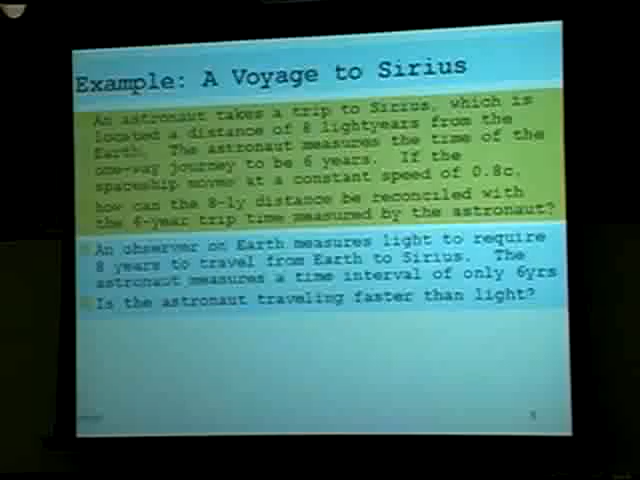 Example: A Voyage to Sirius
An astronaut takes a trip to Sirius, which is
located a distance of 8 lightyears from the
Earth. The astronaut measures the time of the
one-way journey to be 6 years. If the
spaceship moves at a constant speed of 0.8c,
how can the 8-ly distance be reconciled with
the 6-year trip time measured by the astronaut?
An observer on Earth measures light to require
8 years to travel from Earth to Sirius. The
astronaut measures a time interval of only 6yrs
Is the astronaut traveling faster than light?